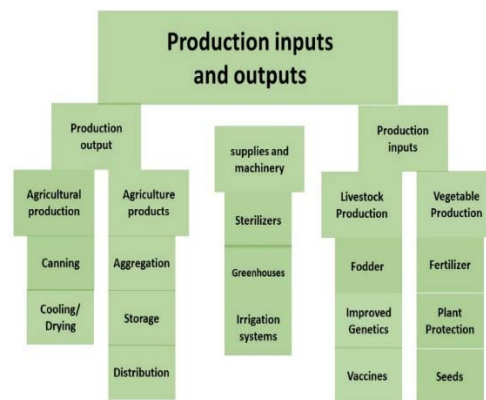 Production inputs
and outputs
Production
output
Agricultural
production
Canning
Cooling/
Drying
Agriculture
products
Aggregation
Storage
Distribution
supplies and
machinery
Sterilizers
Greenhouses
Irrigation
systems
Production
inputs
Livestock
Production
Fodder
Improved
Genetics
Vaccines
Vegetable
Production
Fertilizer
Plant
Protection
Seeds